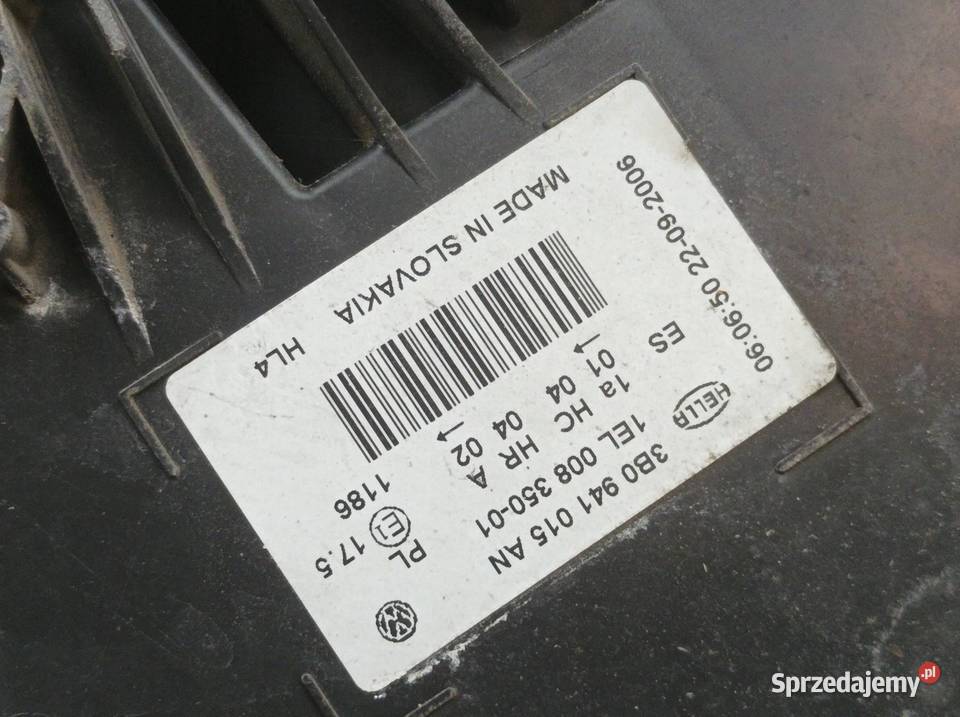 3B0 941 015 AN
HELLA 1EL 008 350-01
1a HC HR A PL
01 04 04 02 E1 17.5
→ →
ES 1186
06:06:50 22-09-2006
MADE IN SLOVAKIA
HL4
VW
Sprzedajemy.pl